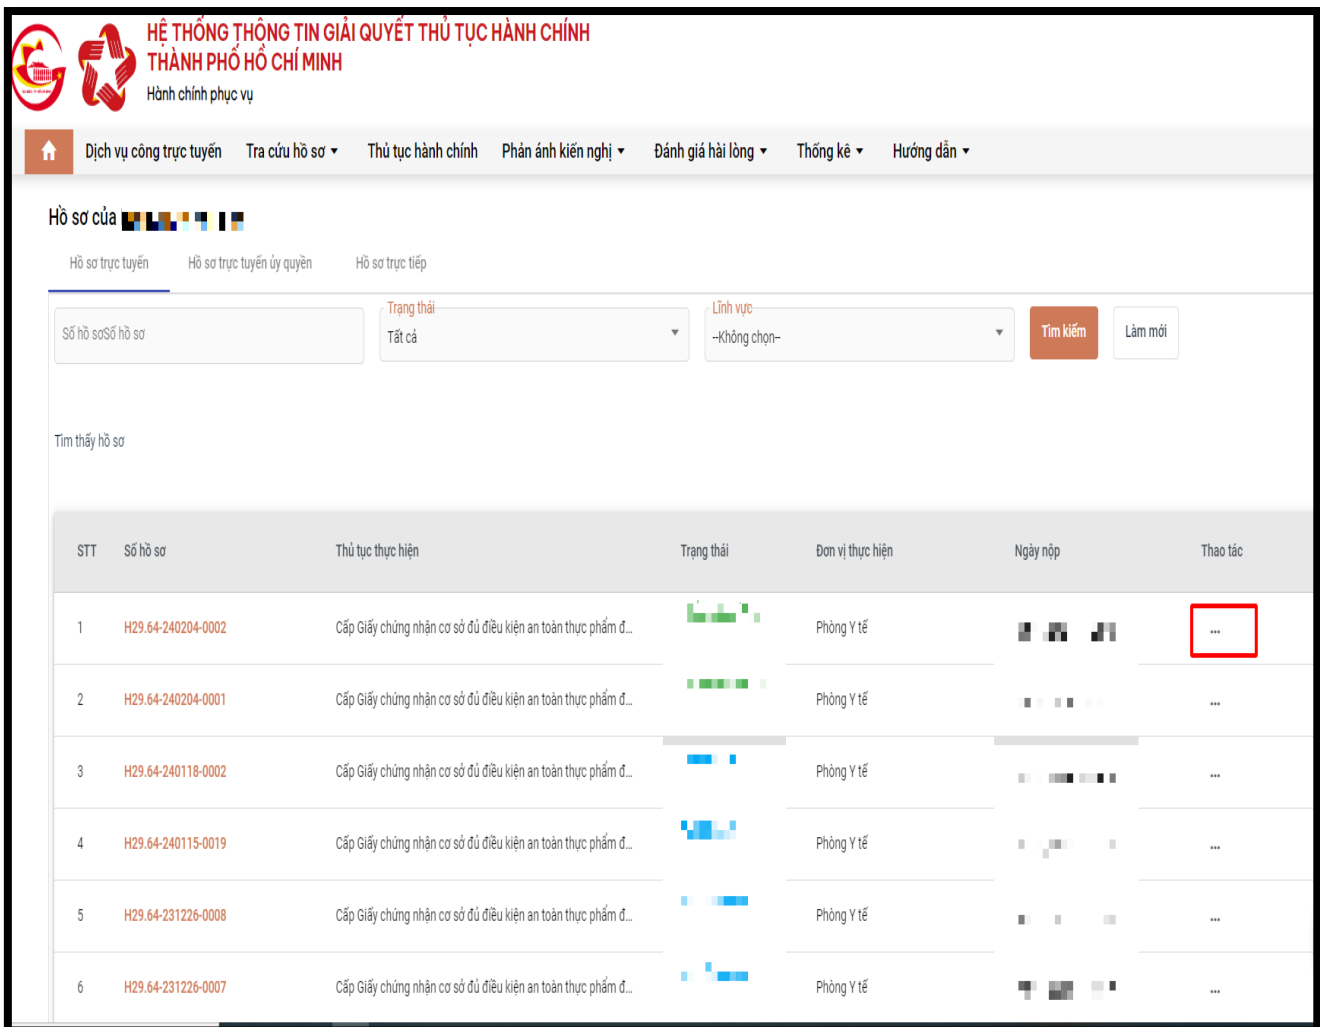 HỆ THỐNG THÔNG TIN GIẢI QUYẾT THỦ TỤC HÀNH CHÍNH
THÀNH PHỐ HỒ CHÍ MINH
Hành chính phục vụ
Dịch vụ công trực tuyến Tra cứu hồ sơ Thủ tục hành chính Phản ánh kiến nghị Đánh giá hài lòng Thống kê Hướng dẫn
Hồ sơ của
Hồ sơ trực tuyến Hồ sơ trực tuyến ủy quyền Hồ sơ trực tiếp
Trạng thái Lĩnh vực
Số hồ sơSố hồ sơ Tất cả --Không chọn-- Tìm kiếm Làm mới
Tìm thấy hồ sơ
STT Số hồ sơ Thủ tục thực hiện Trạng thái Đơn vị thực hiện Ngày nộp Thao tác
1 H29.64-240204-0002 Cấp Giấy chứng nhận cơ sở đủ điều kiện an toàn thực phẩm đ... Phòng Y tế ...
2 H29.64-240204-0001 Cấp Giấy chứng nhận cơ sở đủ điều kiện an toàn thực phẩm đ... Phòng Y tế ...
3 H29.64-240118-0002 Cấp Giấy chứng nhận cơ sở đủ điều kiện an toàn thực phẩm đ... Phòng Y tế ...
4 H29.64-240115-0019 Cấp Giấy chứng nhận cơ sở đủ điều kiện an toàn thực phẩm đ... Phòng Y tế ...
5 H29.64-231226-0008 Cấp Giấy chứng nhận cơ sở đủ điều kiện an toàn thực phẩm đ... Phòng Y tế ...
6 H29.64-231226-0007 Cấp Giấy chứng nhận cơ sở đủ điều kiện an toàn thực phẩm đ... Phòng Y tế ...